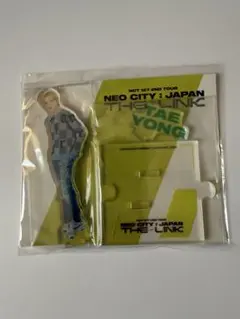 NCT 127 2ND TOUR
NEO CITY : JAPAN
THE LINK
TAE
YONG
NEO CITY : JAPAN
THE LINK